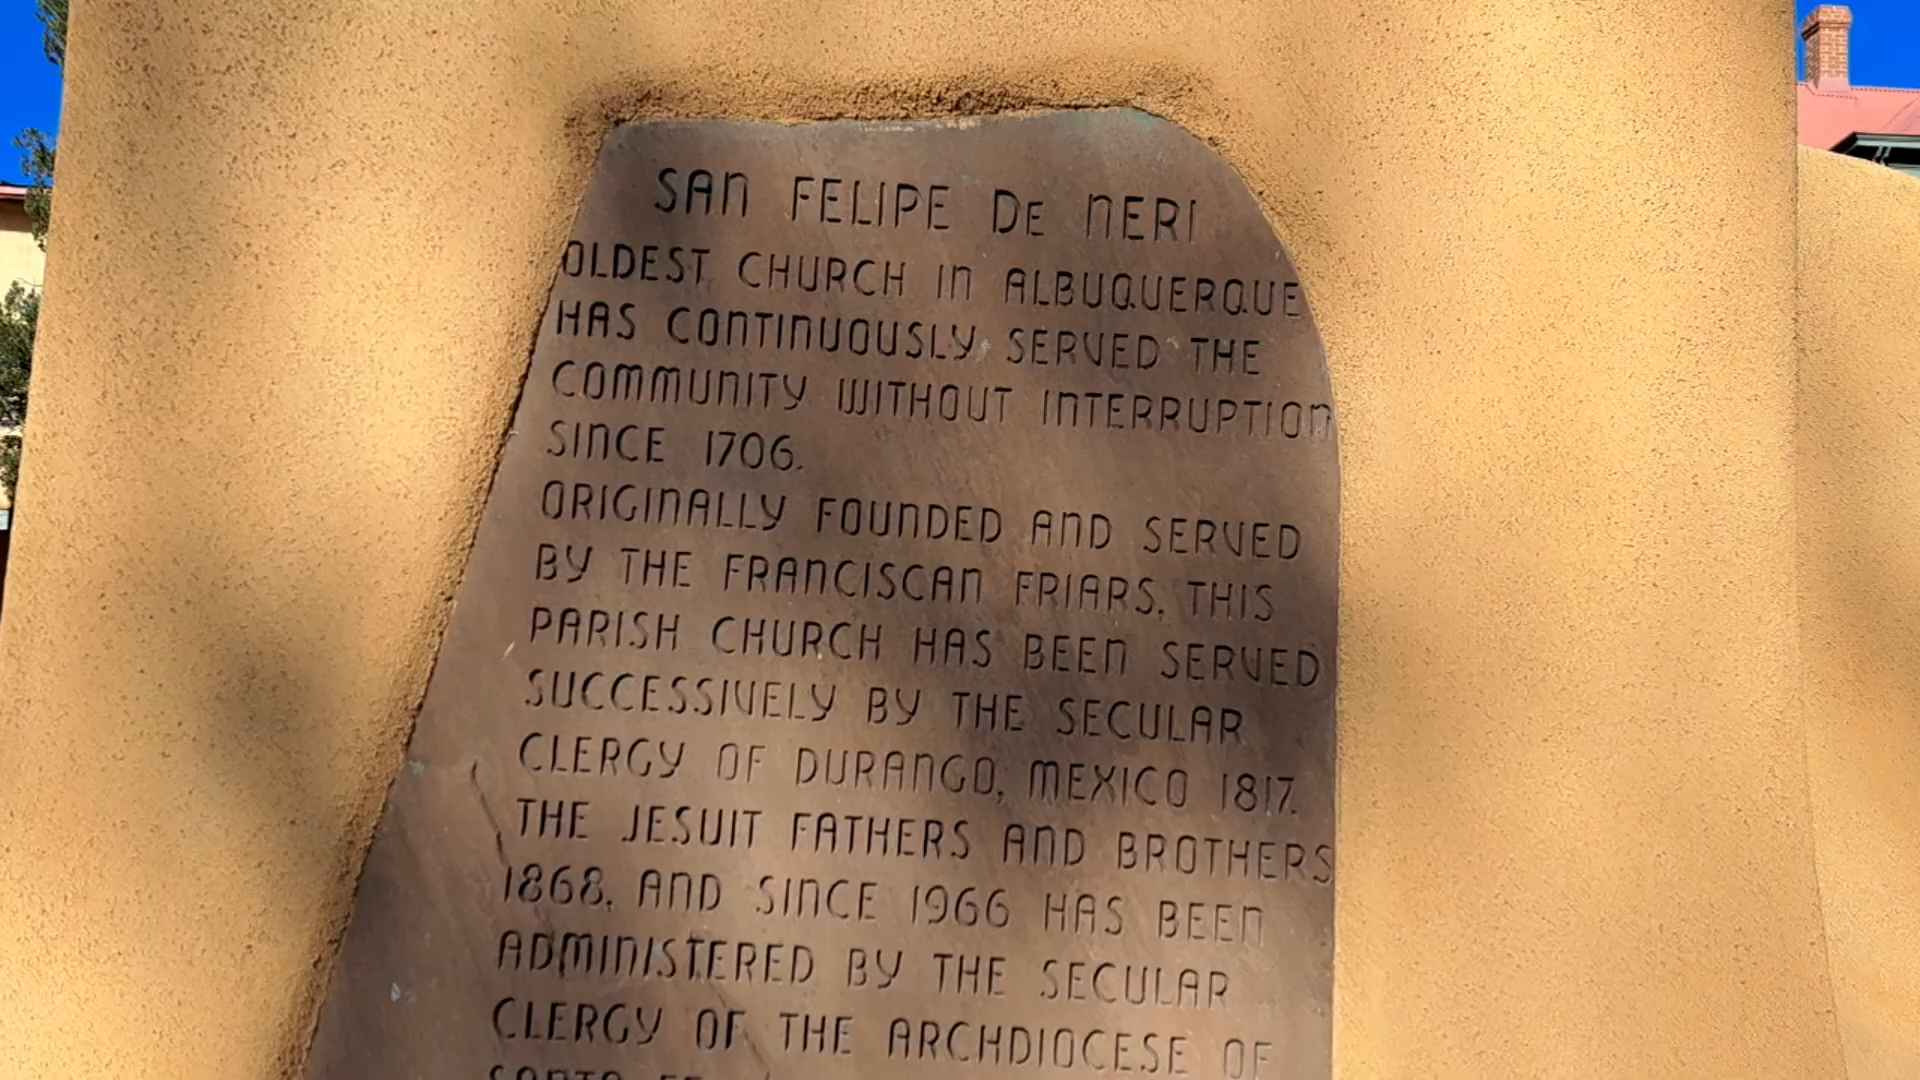 SAN FELIPE DE NERI
OLDEST CHURCH IN ALBUQUERQUE
HAS CONTINUOUSLY SERVED THE
COMMUNITY WITHOUT INTERRUPTION
SINCE 1706.
ORIGINALLY FOUNDED AND SERVED
BY THE FRANCISCAN FRIARS, THIS
PARISH CHURCH HAS BEEN SERVED
SUCCESSIVELY BY THE SECULAR
CLERGY OF DURANGO, MEXICO 1817.
THE JESUIT FATHERS AND BROTHERS
1868, AND SINCE 1966 HAS BEEN
ADMINISTERED BY THE SECULAR
CLERGY OF THE ARCHDIOCESE OF
SANTA FE